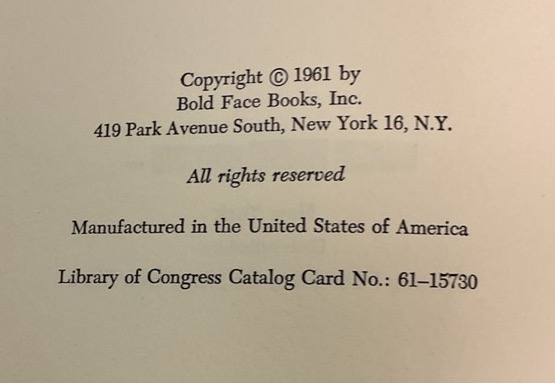 Copyright © 1961 by
Bold Face Books, Inc.
419 Park Avenue South, New York 16, N.Y.
All rights reserved
Manufactured in the United States of America
Library of Congress Catalog Card No.: 61–15730